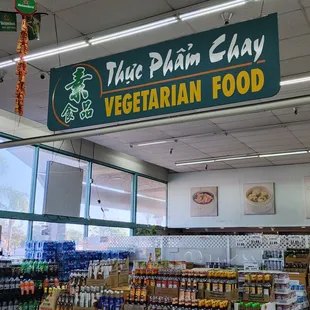 素食品
Thực Phẩm Chay
VEGETARIAN FOOD